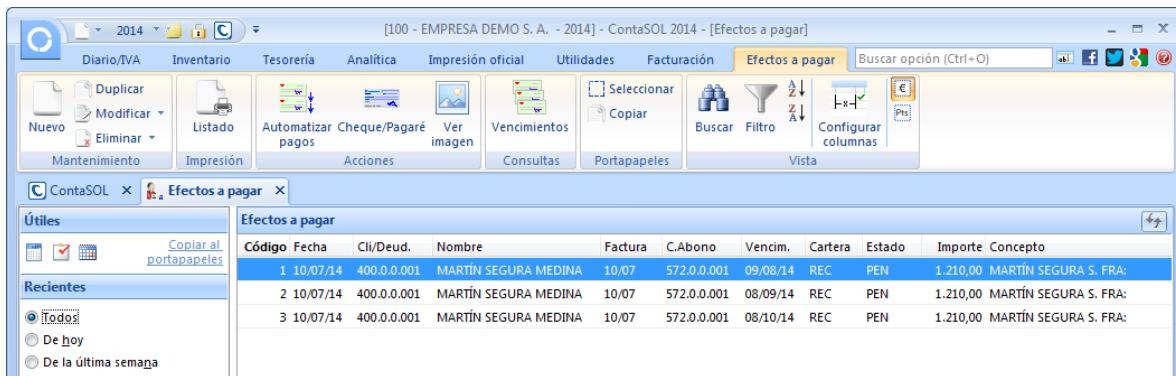 2014
[100 - EMPRESA DEMO S. A. - 2014] - ContaSOL 2014 - [Efectos a pagar]
Diario/IVA Inventario Tesorería Analítica Impresión oficial Utilidades Facturación Efectos a pagar Buscar opción (Ctrl+O)
Nuevo
Duplicar
Modificar
Eliminar
Mantenimiento
Listado
Impresión
Automatizar pagos
Cheque/Pagaré
Ver imagen
Acciones
Vencimientos
Consultas
Seleccionar
Copiar
Portapapeles
Buscar
Filtro
A
Z
Z
A
Configurar columnas
€
Pts
Vista
ContaSOL Efectos a pagar
Útiles
Copiar al portapapeles
Recientes
Todos
De hoy
De la última semana
Efectos a pagar
Código Fecha Cli/Deud. Nombre Factura C.Abono Vencim. Cartera Estado Importe Concepto
1 10/07/14 400.0.0.001 MARTÍN SEGURA MEDINA 10/07 572.0.0.001 09/08/14 REC PEN 1.210,00 MARTÍN SEGURA S. FRA:
2 10/07/14 400.0.0.001 MARTÍN SEGURA MEDINA 10/07 572.0.0.001 08/09/14 REC PEN 1.210,00 MARTÍN SEGURA S. FRA:
3 10/07/14 400.0.0.001 MARTÍN SEGURA MEDINA 10/07 572.0.0.001 08/10/14 REC PEN 1.210,00 MARTÍN SEGURA S. FRA: